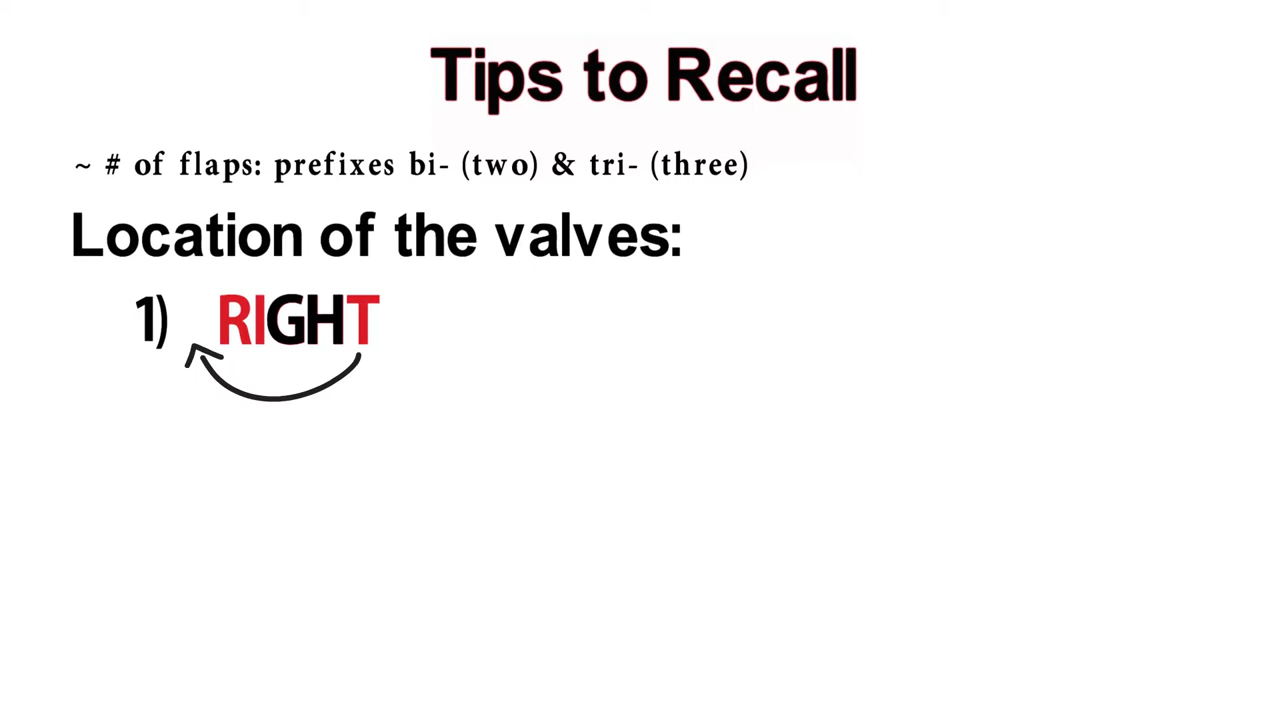 Tips to Recall
~ # of flaps: prefixes bi- (two) & tri- (three)
Location of the valves:
1) RIGHT